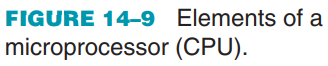 FIGURE 14–9 Elements of a
microprocessor (CPU).